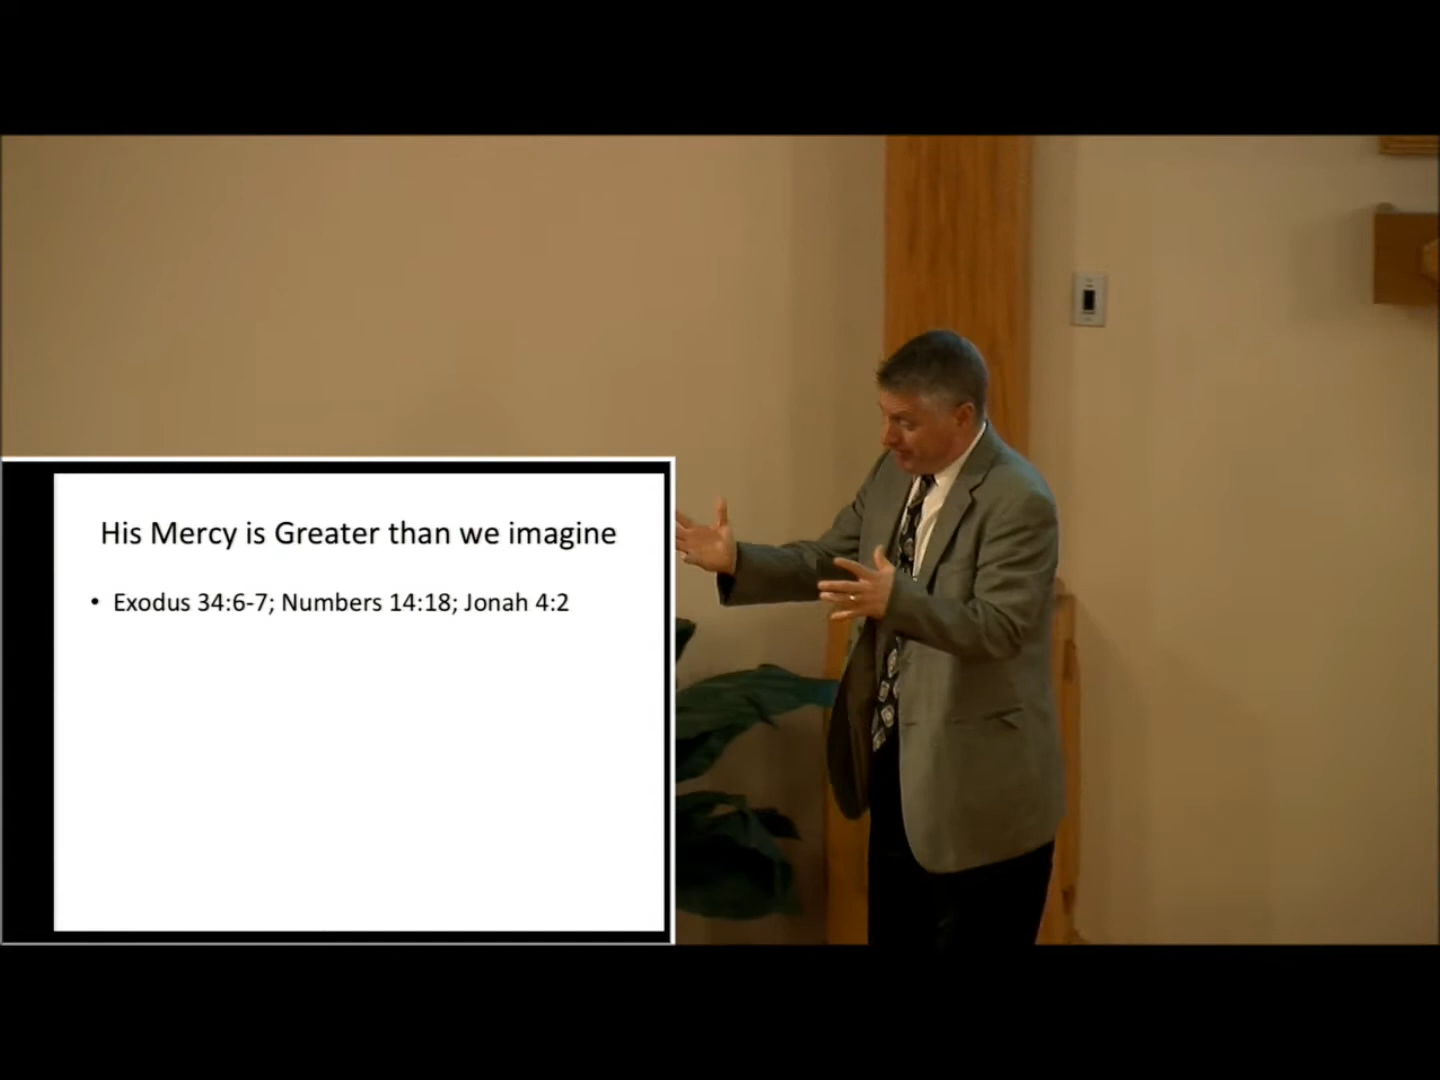 His Mercy is Greater than we imagine
• Exodus 34:6-7; Numbers 14:18; Jonah 4:2